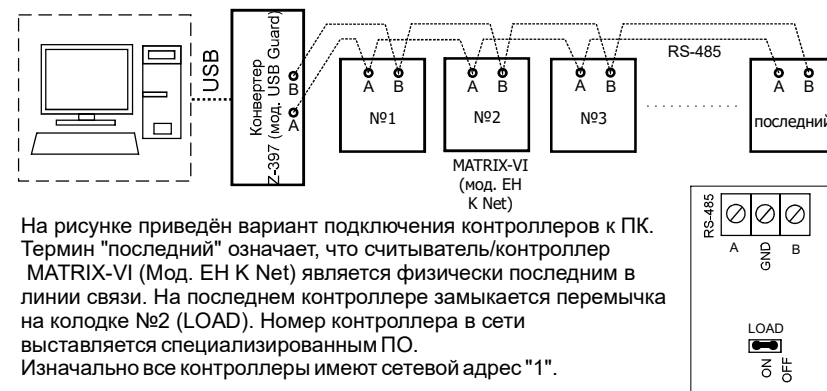 USB
Конвертер
Z-397 (мод. USB Guard)
B
A
A B
№1
A B
№2
A B
№3
RS-485
A B
последний
MATRIX-VI
(мод. EH
K Net)
RS-485
A
GND
B
LOAD
ON
OFF
На рисунке приведён вариант подключения контроллеров к ПК.
Термин "последний" означает, что считыватель/контроллер
MATRIX-VI (Мод. EH K Net) является физически последним в
линии связи. На последнем контроллере замыкается перемычка
на колодке №2 (LOAD). Номер контроллера в сети
выставляется специализированным ПО.
Изначально все контроллеры имеют сетевой адрес "1".